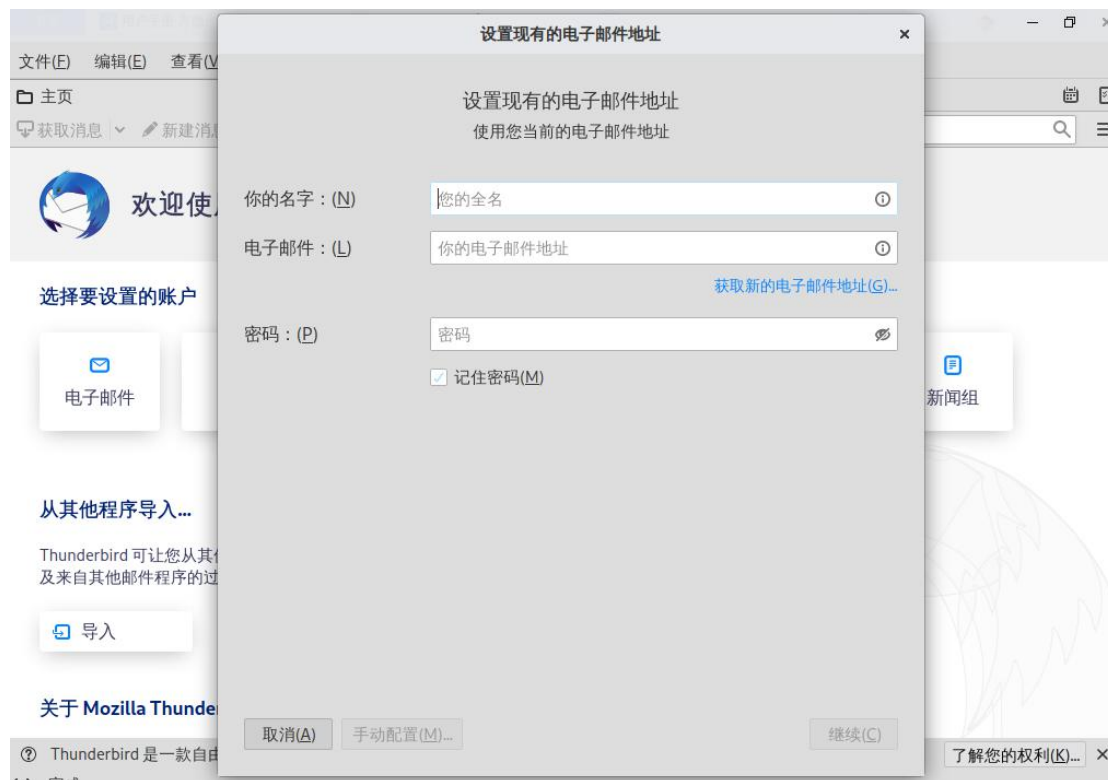 设置现有的电子邮件地址
文件(F) 编辑(E) 查看(V
主页
获取消息 新建消息
设置现有的电子邮件地址
使用您当前的电子邮件地址
欢迎使用
你的名字：(N) 您的全名
电子邮件：(L) 你的电子邮件地址
获取新的电子邮件地址(G)...
选择要设置的账户
密码：(P) 密码
记住密码(M)
电子邮件
新闻组
从其他程序导入...
Thunderbird 可让您从其他
及来自其他邮件程序的过
导入
关于 Mozilla Thunde
取消(A) 手动配置(M)... 继续(C)
Thunderbird 是一款自由
了解您的权利(K)...